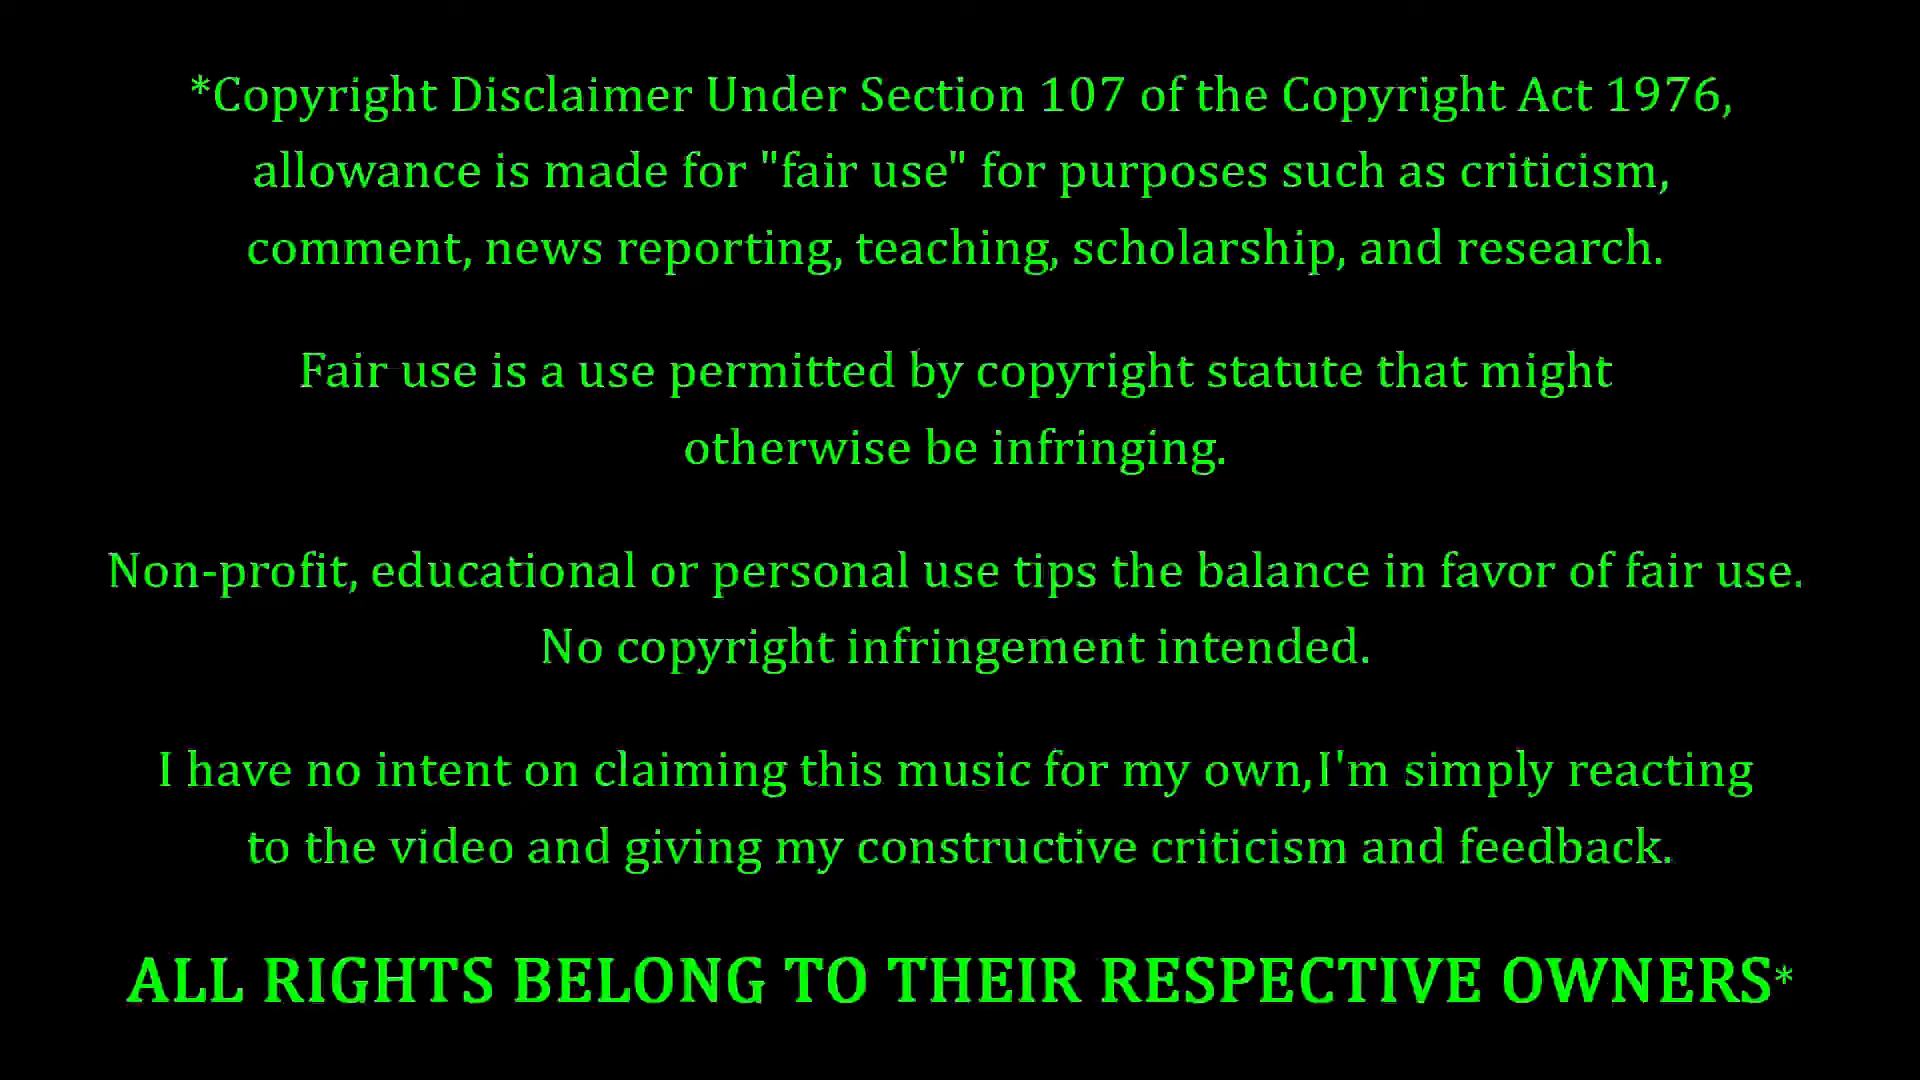 *Copyright Disclaimer Under Section 107 of the Copyright Act 1976,
allowance is made for "fair use" for purposes such as criticism,
comment, news reporting, teaching, scholarship, and research.
Fair use is a use permitted by copyright statute that might
otherwise be infringing.
Non-profit, educational or personal use tips the balance in favor of fair use.
No copyright infringement intended.
I have no intent on claiming this music for my own,I'm simply reacting
to the video and giving my constructive criticism and feedback.
ALL RIGHTS BELONG TO THEIR RESPECTIVE OWNERS*